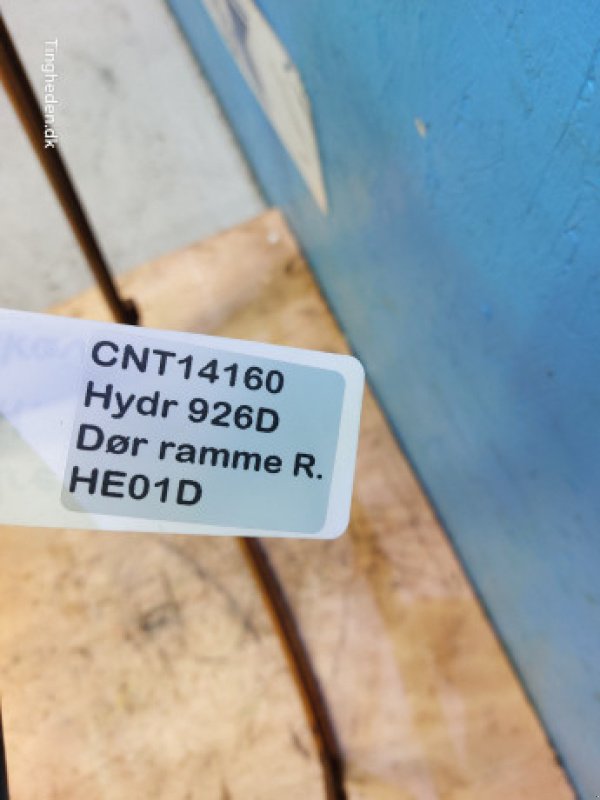 Tingheden.dk
CNT14160
Hydr 926D
Dør ramme R.
HE01D